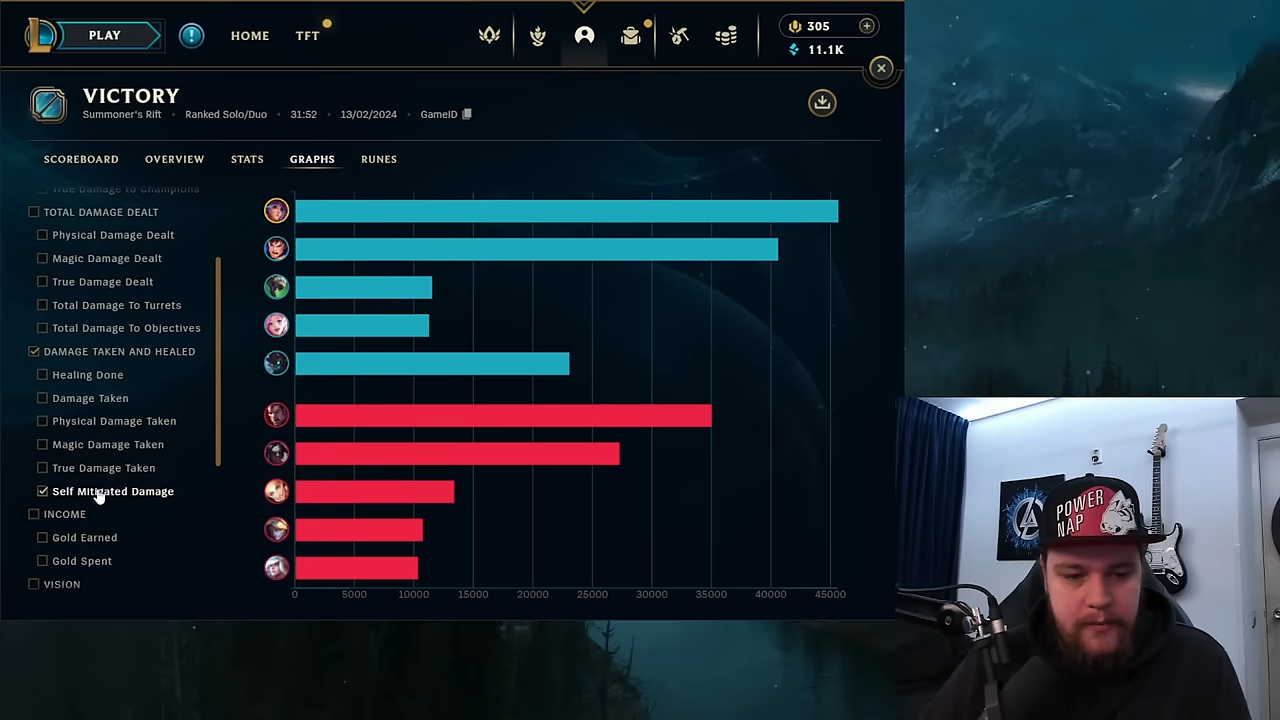 PLAY
HOME
TFT
305
11.1K
VICTORY
Summoner's Rift • Ranked Solo/Duo • 31:52 • 13/02/2024 • GameID
SCOREBOARD
OVERVIEW
STATS
GRAPHS
RUNES
True Damage to Champions
TOTAL DAMAGE DEALT
Physical Damage Dealt
Magic Damage Dealt
True Damage Dealt
Total Damage To Turrets
Total Damage To Objectives
DAMAGE TAKEN AND HEALED
Healing Done
Damage Taken
Physical Damage Taken
Magic Damage Taken
True Damage Taken
Self Mitigated Damage
INCOME
Gold Earned
Gold Spent
VISION
0 5000 10000 15000 20000 25000 30000 35000 40000 45000
POWER
NAP